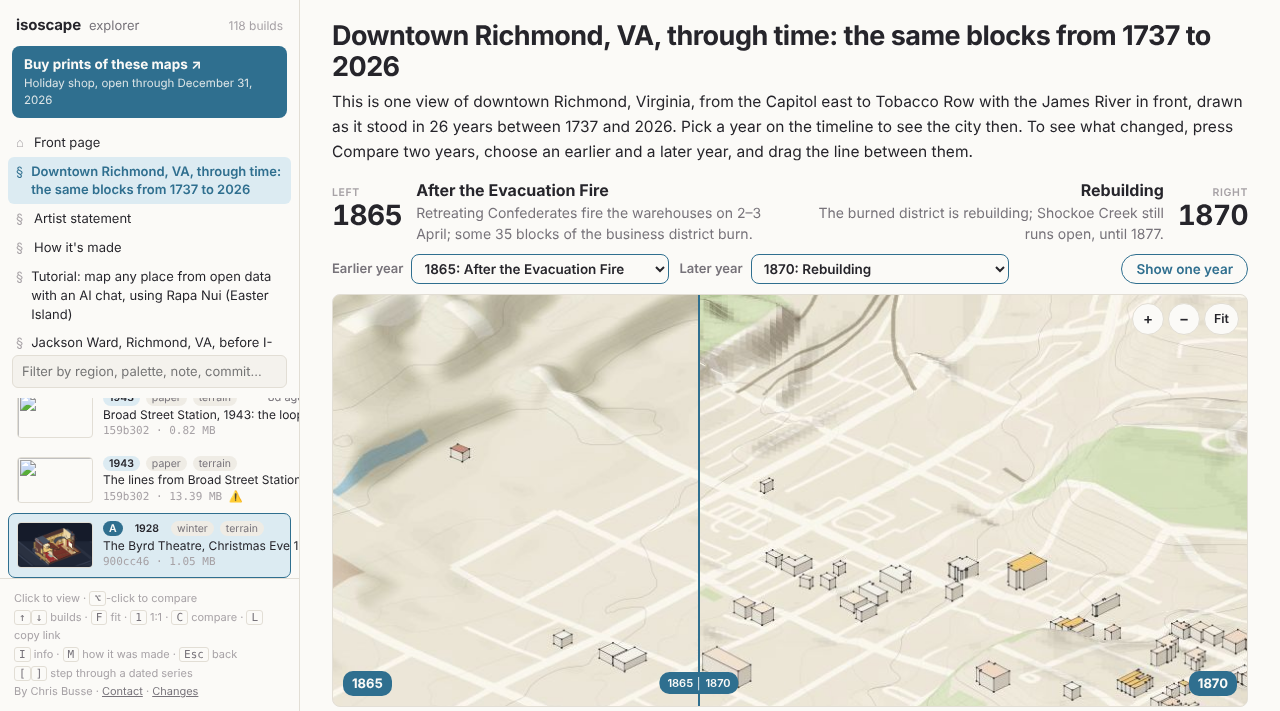 isoscape explorer 118 builds
Buy prints of these maps ↗
Holiday shop, open through December 31,
2026
⌂ Front page
§ Downtown Richmond, VA, through time:
the same blocks from 1737 to 2026
§ Artist statement
§ How it's made
§ Tutorial: map any place from open data
with an AI chat, using Rapa Nui (Easter
Island)
§ Jackson Ward, Richmond, VA, before I-
Filter by region, palette, note, commit...
1943 paper terrain 8d ag
Broad Street Station, 1943: the loop
159b302 · 0.82 MB
1943 paper terrain
The lines from Broad Street Station
159b302 · 13.39 MB ⚠️
A 1928 winter terrain
The Byrd Theatre, Christmas Eve 1
900cc46 · 1.05 MB
Click to view · ⌥-click to compare
↑ ↓ builds · F fit · 1 1:1 · C compare · L
copy link
I info · M how it was made · Esc back
[ ] step through a dated series
By Chris Busse · Contact · Changes
Downtown Richmond, VA, through time: the same blocks from 1737 to
2026
This is one view of downtown Richmond, Virginia, from the Capitol east to Tobacco Row with the James River in front, drawn
as it stood in 26 years between 1737 and 2026. Pick a year on the timeline to see the city then. To see what changed, press
Compare two years, choose an earlier and a later year, and drag the line between them.
LEFT
1865
After the Evacuation Fire
Retreating Confederates fire the warehouses on 2–3
April; some 35 blocks of the business district burn.
Rebuilding
The burned district is rebuilding; Shockoe Creek still
runs open, until 1877.
RIGHT
1870
Earlier year 1865: After the Evacuation Fire Later year 1870: Rebuilding Show one year
+ − Fit
1865
1865 | 1870
1870